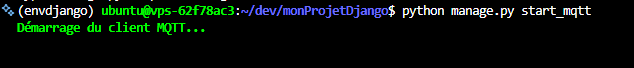 (envdjango) ubuntu@vps-62f78ac3:~/dev/monProjetDjango$ python manage.py start_mqtt
Démarrage du client MQTT...